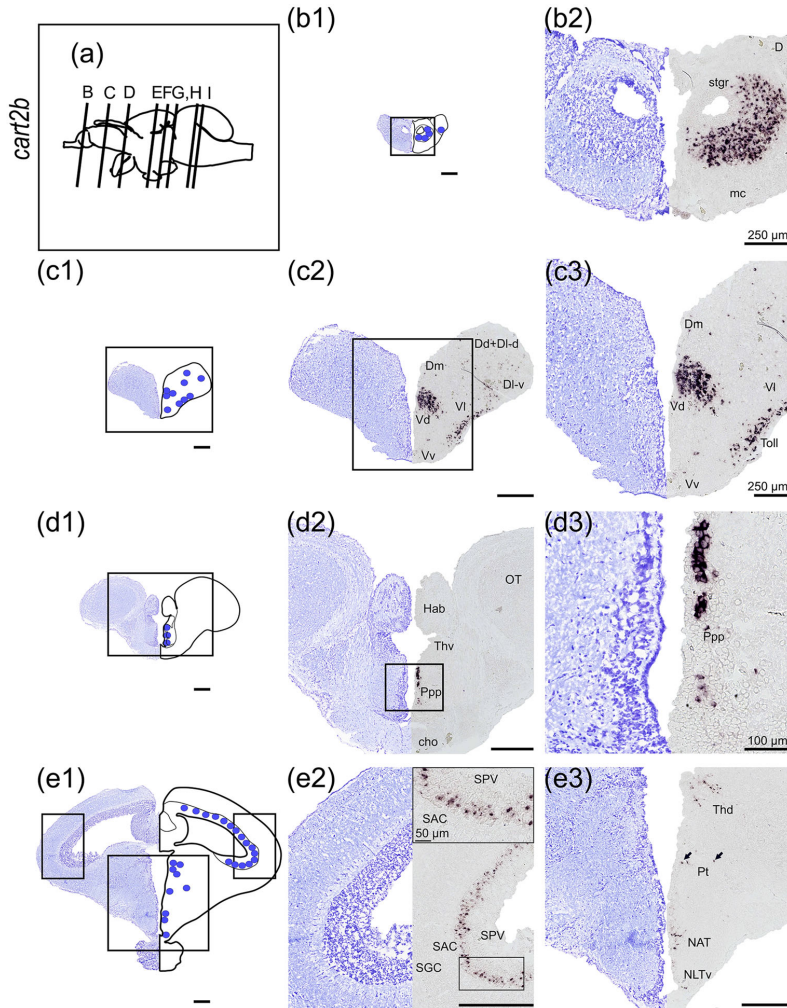 cart2b
(a)
B C D EFG,H I
(b1)
(b2)
D
stgr
mc
250 µm
(c1)
(c2)
Dm
Dd+Dl-d
Dl-v
Vl
Vd
Vv
(c3)
Dm
Vl
Vd
Toll
Vv
250 µm
(d1)
(d2)
OT
Hab
Thv
Ppp
cho
(d3)
Ppp
100 µm
(e1)
(e2)
SPV
SAC
50 µm
SPV
SAC
SGC
(e3)
Thd
Pt
NAT
NLTv